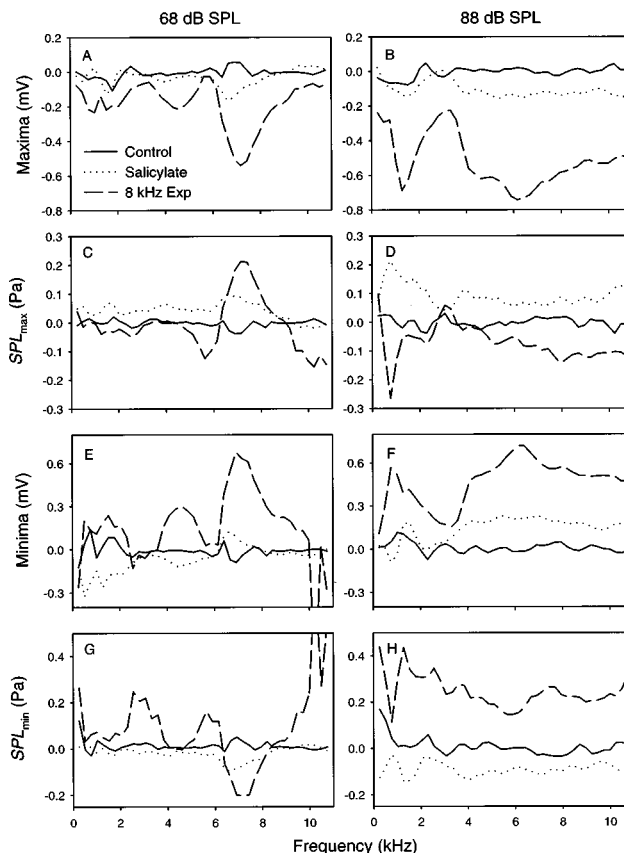 68 dB SPL
88 dB SPL
Maxima (mV)
0.2
0.0
-0.2
-0.4
-0.6
-0.8
A
Control
Salicylate
8 kHz Exp
0.2
0.0
-0.2
-0.4
-0.6
-0.8
B
SPLmax (Pa)
0.3
0.2
0.1
0.0
-0.1
-0.2
-0.3
C
0.3
0.2
0.1
0.0
-0.1
-0.2
-0.3
D
Minima (mV)
0.6
0.3
0.0
-0.3
E
0.6
0.3
0.0
-0.3
F
SPLmin (Pa)
0.4
0.2
0.0
-0.2
G
0.4
0.2
0.0
-0.2
H
0 2 4 6 8 10
0 2 4 6 8 10
Frequency (kHz)